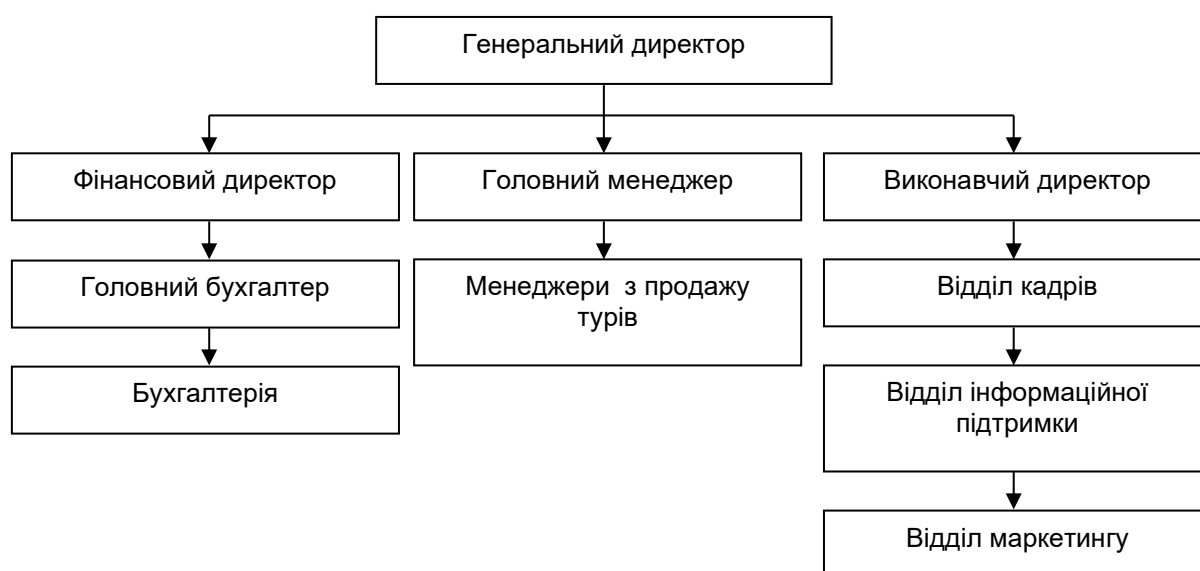 Генеральний директор
Фінансовий директор
Головний менеджер
Виконавчий директор
Головний бухгалтер
Менеджери з продажу
турів
Відділ кадрів
Бухгалтерія
Відділ інформаційної
підтримки
Відділ маркетингу